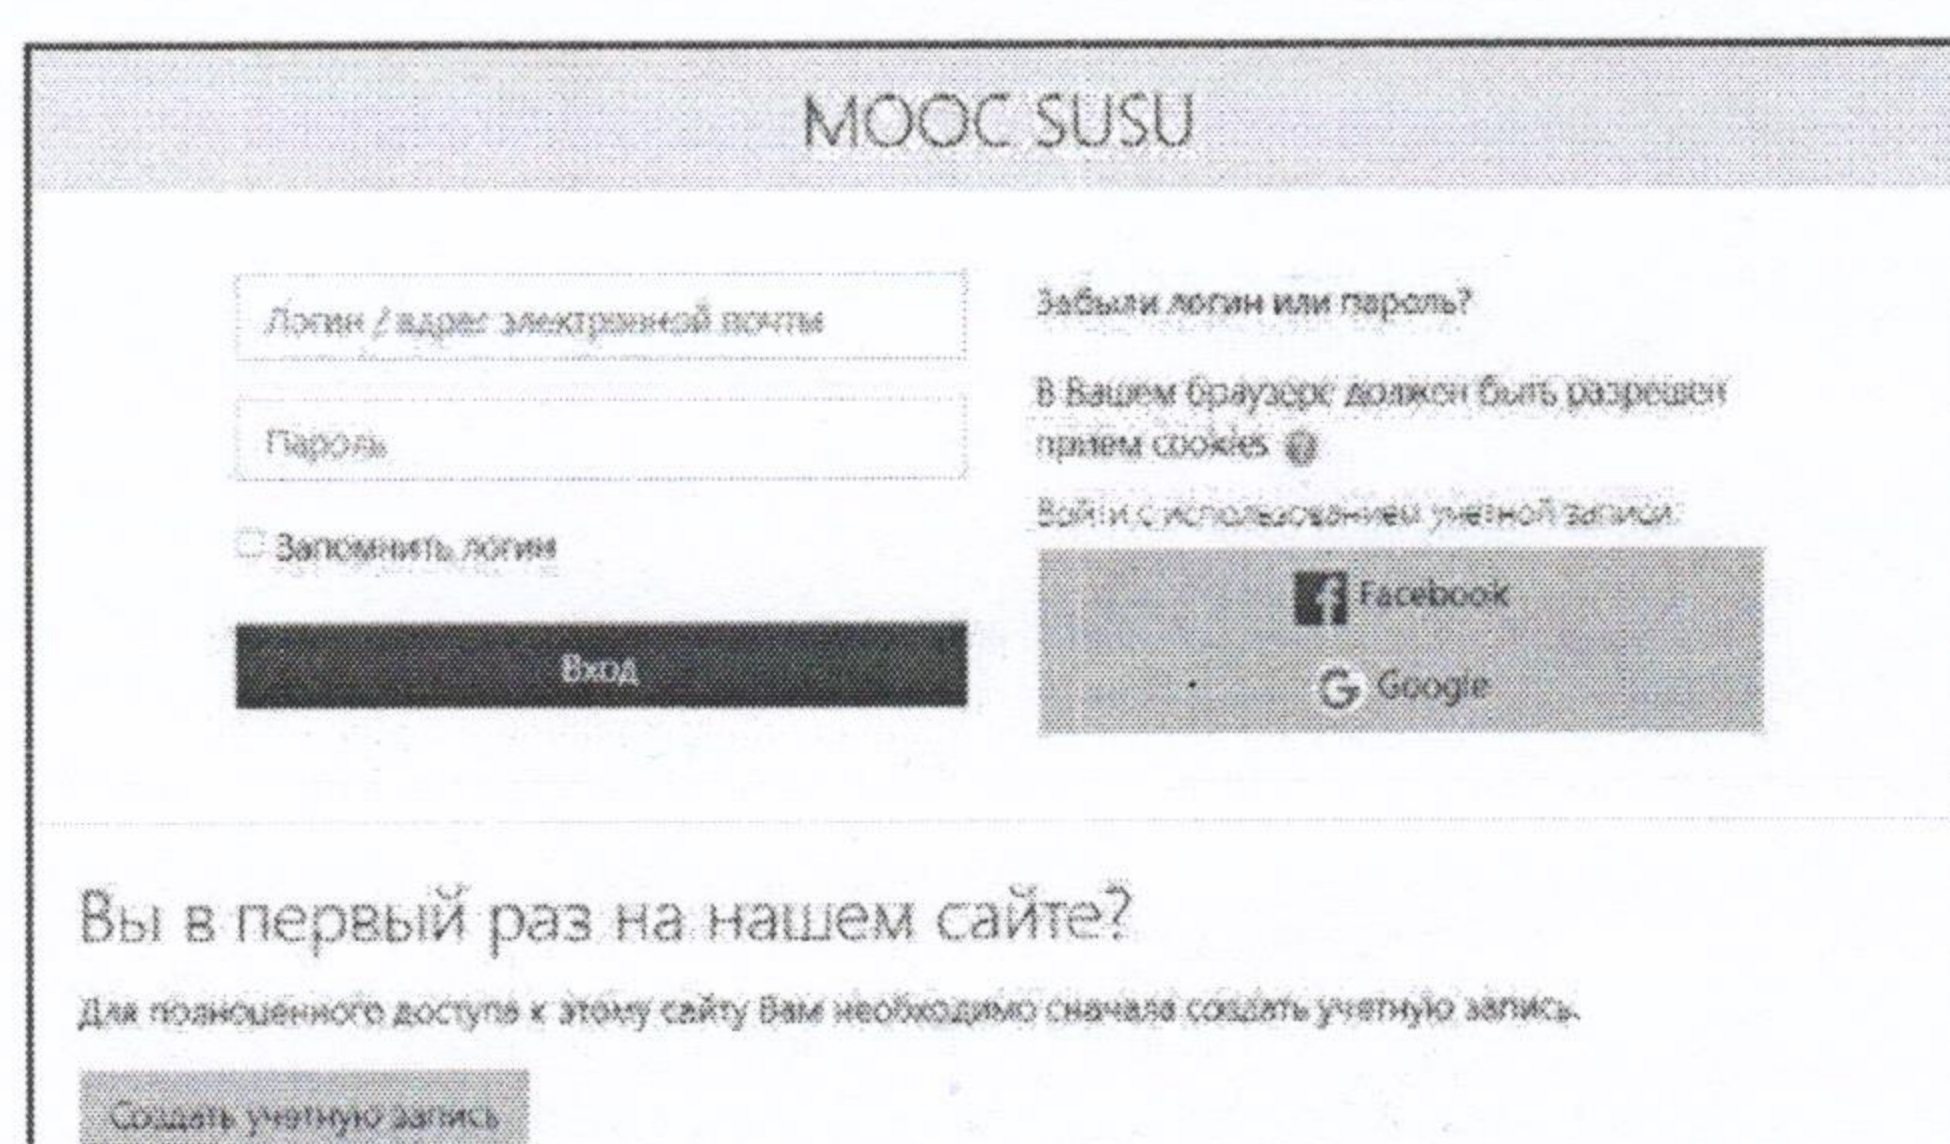 MOOC SUSU
Логин / адрес электронной почты
Пароль
Запомнить логин
Вход
Забыли логин или пароль?
В Вашем браузере должен быть разрешен
прием cookies
Войти с использованием учетной записи:
Facebook
Google
Вы в первый раз на нашем сайте?
Для полноценного доступа к этому сайту Вам необходимо сначала создать учетную запись.
Создать учетную запись